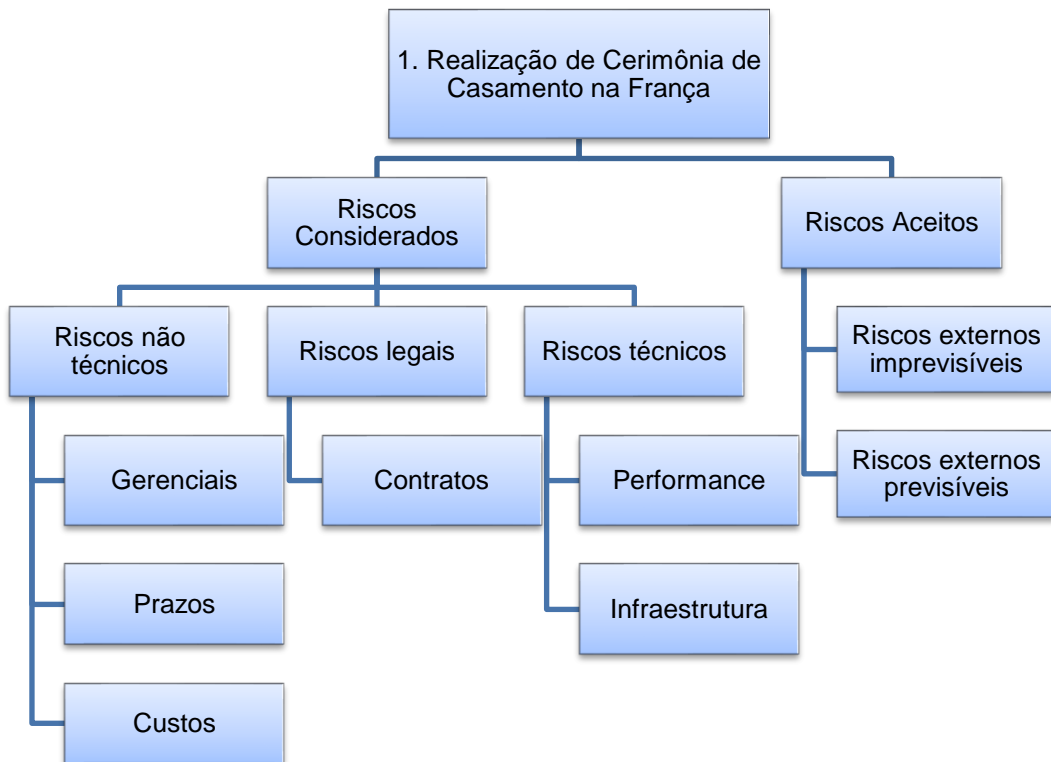 1. Realização de Cerimônia de
Casamento na França
Riscos
Considerados
Riscos Aceitos
Riscos não
técnicos
Riscos legais
Riscos técnicos
Riscos externos
imprevisíveis
Gerenciais
Contratos
Performance
Riscos externos
previsíveis
Prazos
Infraestrutura
Custos